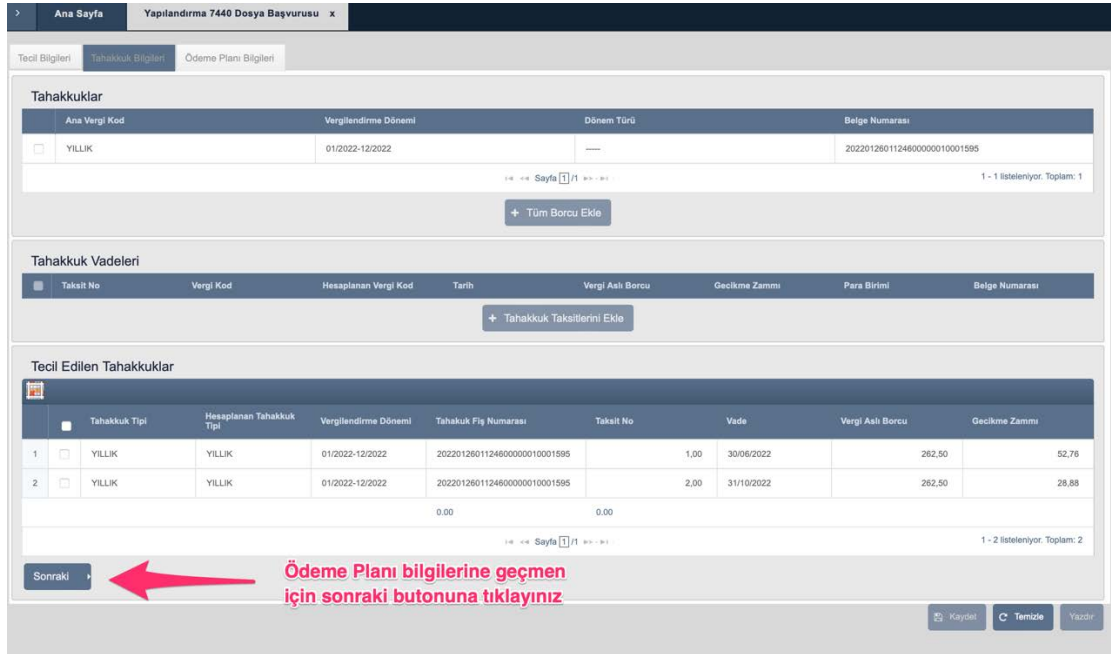 > Ana Sayfa Yapılandırma 7440 Dosya Başvurusu x
Tecil Bilgileri Tahakkuk Bilgileri Ödeme Planı Bilgileri
Tahakkuklar
Ana Vergi Kod Vergilendirme Dönemi Dönem Türü Belge Numarası
YILLIK 01/2022-12/2022 ---- 2022012601124600000010001595
Sayfa 1 /1 1 - 1 listeleniyor. Toplam: 1
+ Tüm Borcu Ekle
Tahakkuk Vadeleri
Taksit No Vergi Kod Hesaplanan Vergi Kod Tarih Vergi Aslı Borcu Gecikme Zammı Para Birimi Belge Numarası
+ Tahakkuk Taksitlerini Ekle
Tecil Edilen Tahakkuklar
Tahakkuk Tipi Hesaplanan Tahakkuk Tipi Vergilendirme Dönemi Tahakuk Fiş Numarası Taksit No Vade Vergi Aslı Borcu Gecikme Zammı
1 YILLIK YILLIK 01/2022-12/2022 2022012601124600000010001595 1,00 30/06/2022 262,50 52,76
2 YILLIK YILLIK 01/2022-12/2022 2022012601124600000010001595 2,00 31/10/2022 262,50 28,88
0.00 0.00
Sayfa 1 /1 1 - 2 listeleniyor. Toplam: 2
Sonraki
Ödeme Planı bilgilerine geçmen
için sonraki butonuna tıklayınız
Kaydet Temizle Yazdır